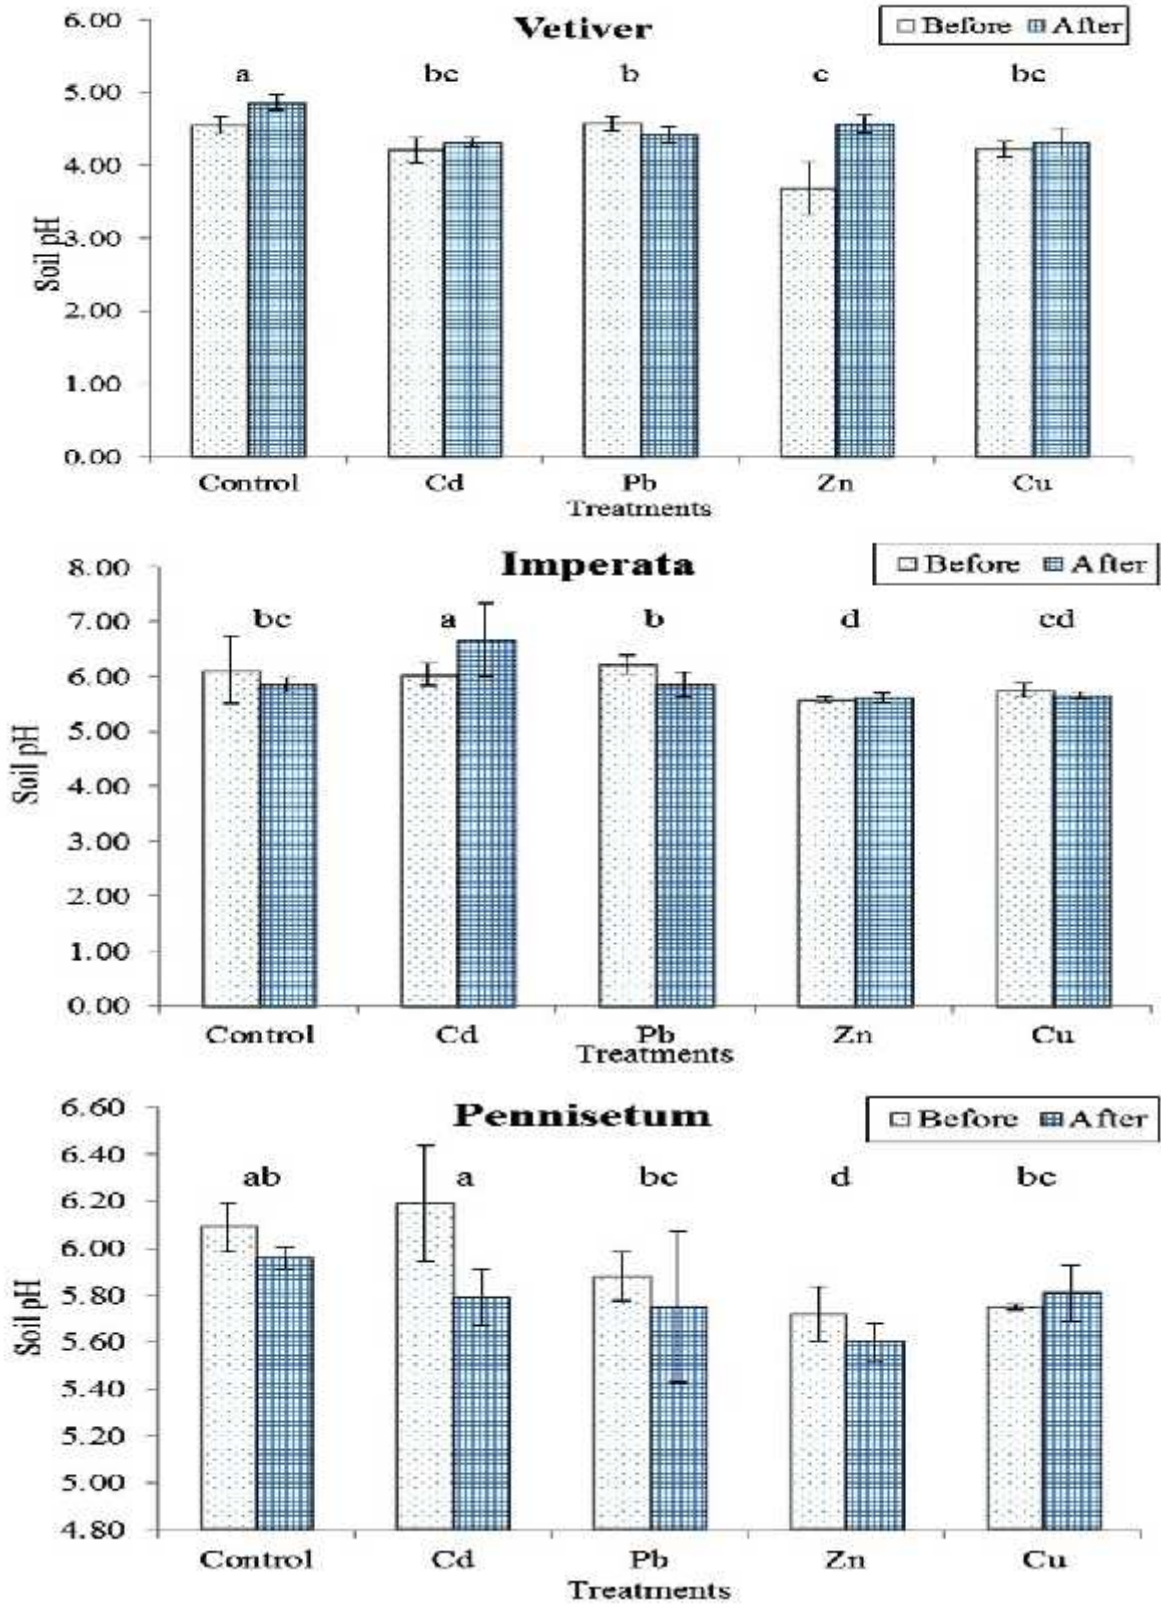 Vetiver
Before After
6.00
5.00
4.00
3.00
2.00
1.00
0.00
Soil pH
a bc b c bc
Control Cd Pb Zn Cu
Treatments
Imperata
Before After
8.00
7.00
6.00
5.00
4.00
3.00
2.00
1.00
0.00
Soil pH
bc a b d cd
Control Cd Pb Zn Cu
Treatments
Pennisetum
Before After
6.60
6.40
6.20
6.00
5.80
5.60
5.40
5.20
5.00
4.80
Soil pH
ab a bc d bc
Control Cd Pb Zn Cu
Treatments